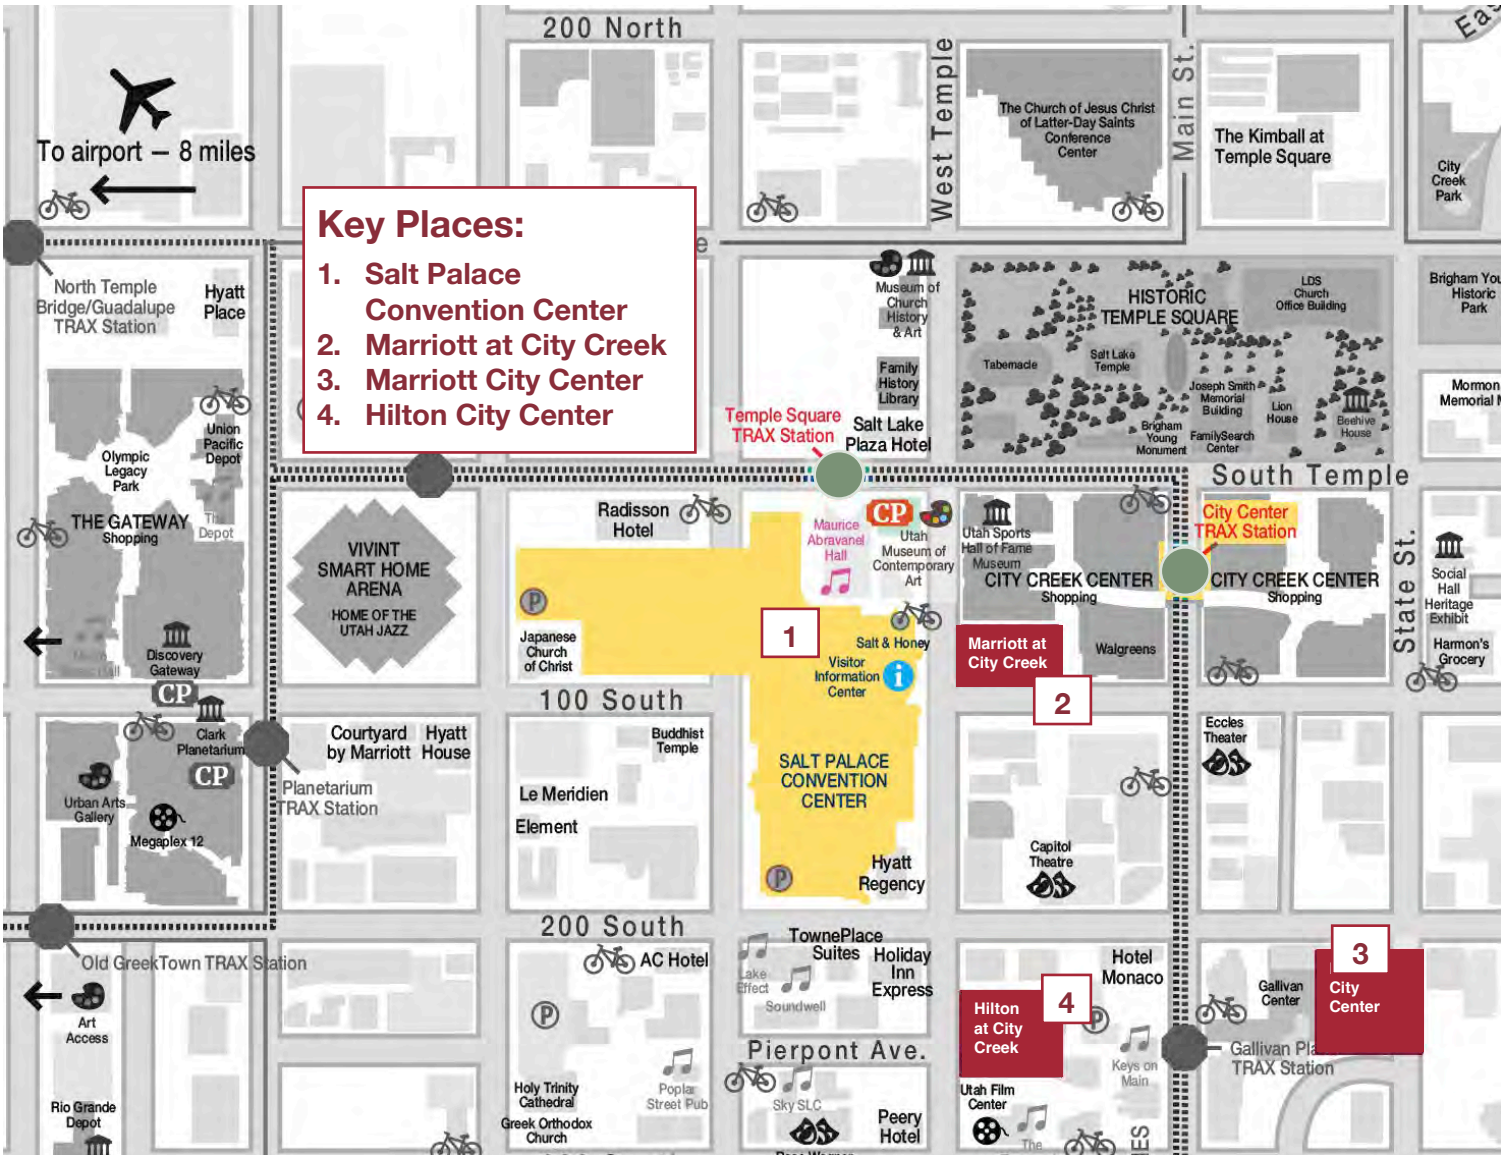 200 North
Eas
To airport – 8 miles
West Temple
Main St.
The Church of Jesus Christ
of Latter-Day Saints
Conference
Center
The Kimball at
Temple Square
City
Creek
Park
Key Places:
1. Salt Palace
Convention Center
2. Marriott at City Creek
3. Marriott City Center
4. Hilton City Center
e
North Temple
Bridge/Guadalupe
TRAX Station
Hyatt
Place
Museum of
Church
History
& Art
Family
History
Library
Temple Square
TRAX Station
Salt Lake
Plaza Hotel
HISTORIC
TEMPLE SQUARE
LDS
Church
Office Building
Tabernacle
Salt Lake
Temple
Joseph Smith
Memorial
Building
Lion
House
Beehive
House
Brigham
Young
Monument
FamilySearch
Center
Brigham You
Historic
Park
Mormon
Memorial M
South Temple
Union
Pacific
Depot
Olympic
Legacy
Park
THE GATEWAY
Shopping
Th
Depot
VIVINT
SMART HOME
ARENA
HOME OF THE
UTAH JAZZ
Radisson
Hotel
Maurice
Abravanel
Hall
CP
Utah
Museum of
Contemporary
Art
Utah Sports
Hall of Fame
Museum
CITY CREEK CENTER
Shopping
City Center
TRAX Station
CITY CREEK CENTER
Shopping
State St.
Social
Hall
Heritage
Exhibit
Harmon's
Grocery
P
Japanese
Church
of Christ
1
Salt & Honey
Visitor
Information
Center
i
Marriott at
City Creek
2
Walgreens
Discovery
Gateway
CP
100 South
Clark
Planetarium
CP
Courtyard
by Marriott
Hyatt
House
Buddhist
Temple
Eccles
Theater
Planetarium
TRAX Station
Urban Arts
Gallery
Megaplex 12
Le Meridien
Element
SALT PALACE
CONVENTION
CENTER
P
Hyatt
Regency
Capitol
Theatre
200 South
Old GreekTown TRAX Station
AC Hotel
TownePlace
Suites
Holiday
Inn
Express
Lake
Effect
Soundwell
Hotel
Monaco
Hilton
at City
Creek
4
P
Gallivan
Center
3
City
Center
Art
Access
P
Pierpont Ave.
Keys on
Main
Gallivan Pla
TRAX Station
Holy Trinity
Cathedral
Greek Orthodox
Church
Poplar
Street Pub
Sky SLC
Peery
Hotel
Utah Film
Center
The
Rio Grande
Depot